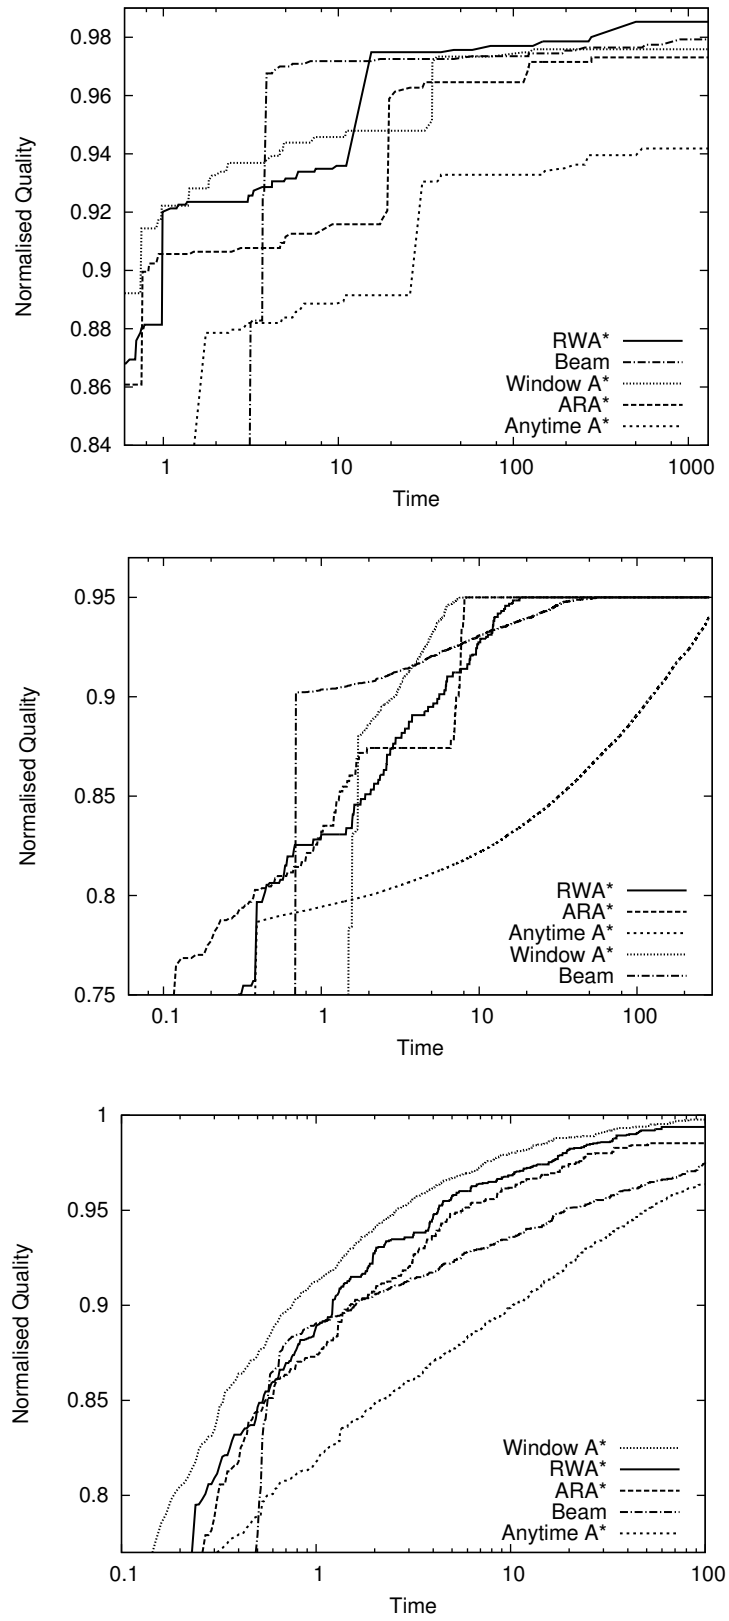 0.98
0.96
0.94
0.92
0.9
0.88
0.86
0.84
Normalised Quality
RWA*
Beam
Window A*
ARA*
Anytime A*
1 10 100 1000
Time
0.95
0.9
0.85
0.8
0.75
Normalised Quality
RWA*
ARA*
Anytime A*
Window A*
Beam
0.1 1 10 100
Time
1
0.95
0.9
0.85
0.8
Normalised Quality
Window A*
RWA*
ARA*
Beam
Anytime A*
0.1 1 10 100
Time